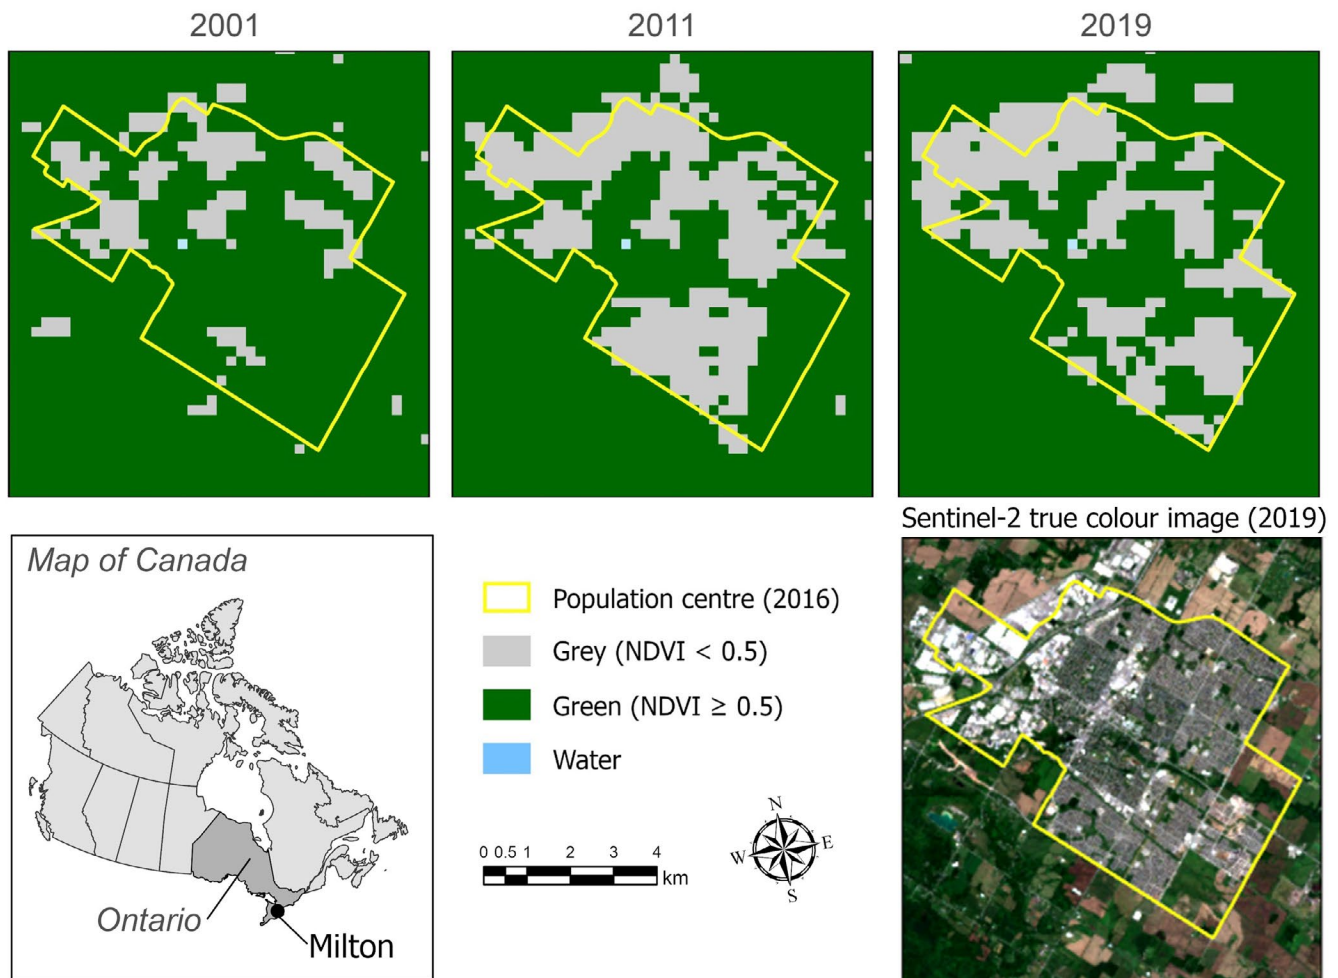 2001
2011
2019
Sentinel-2 true colour image (2019)
Map of Canada
Ontario
Milton
Population centre (2016)
Grey (NDVI < 0.5)
Green (NDVI ≥ 0.5)
Water
0 0.5 1 2 3 4
km
N
W E
S